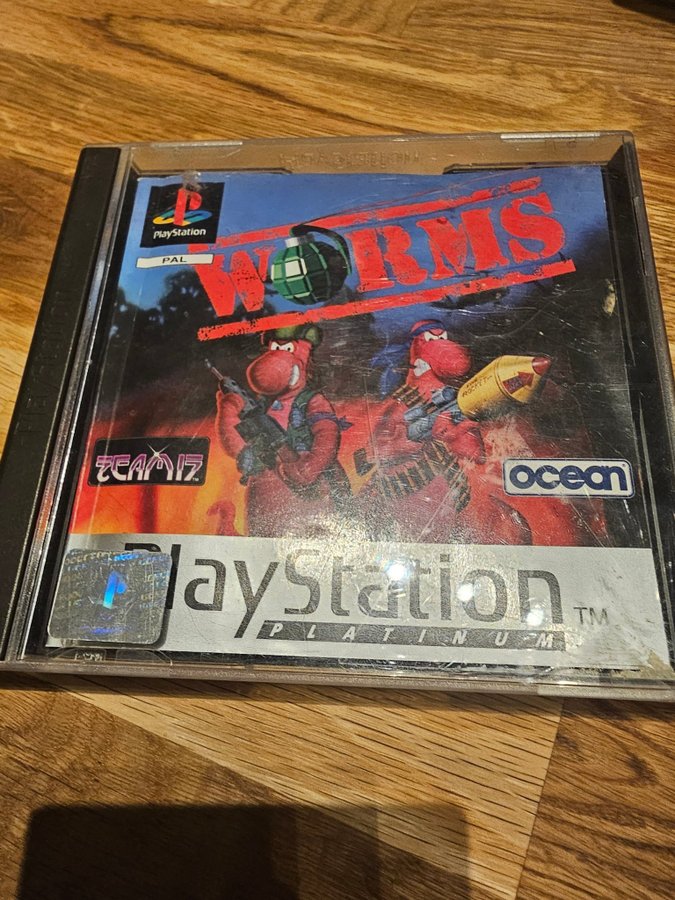 PlayStation
PAL
WORMS
TEAM17
ocean
PlayStation
TM
PLATINUM